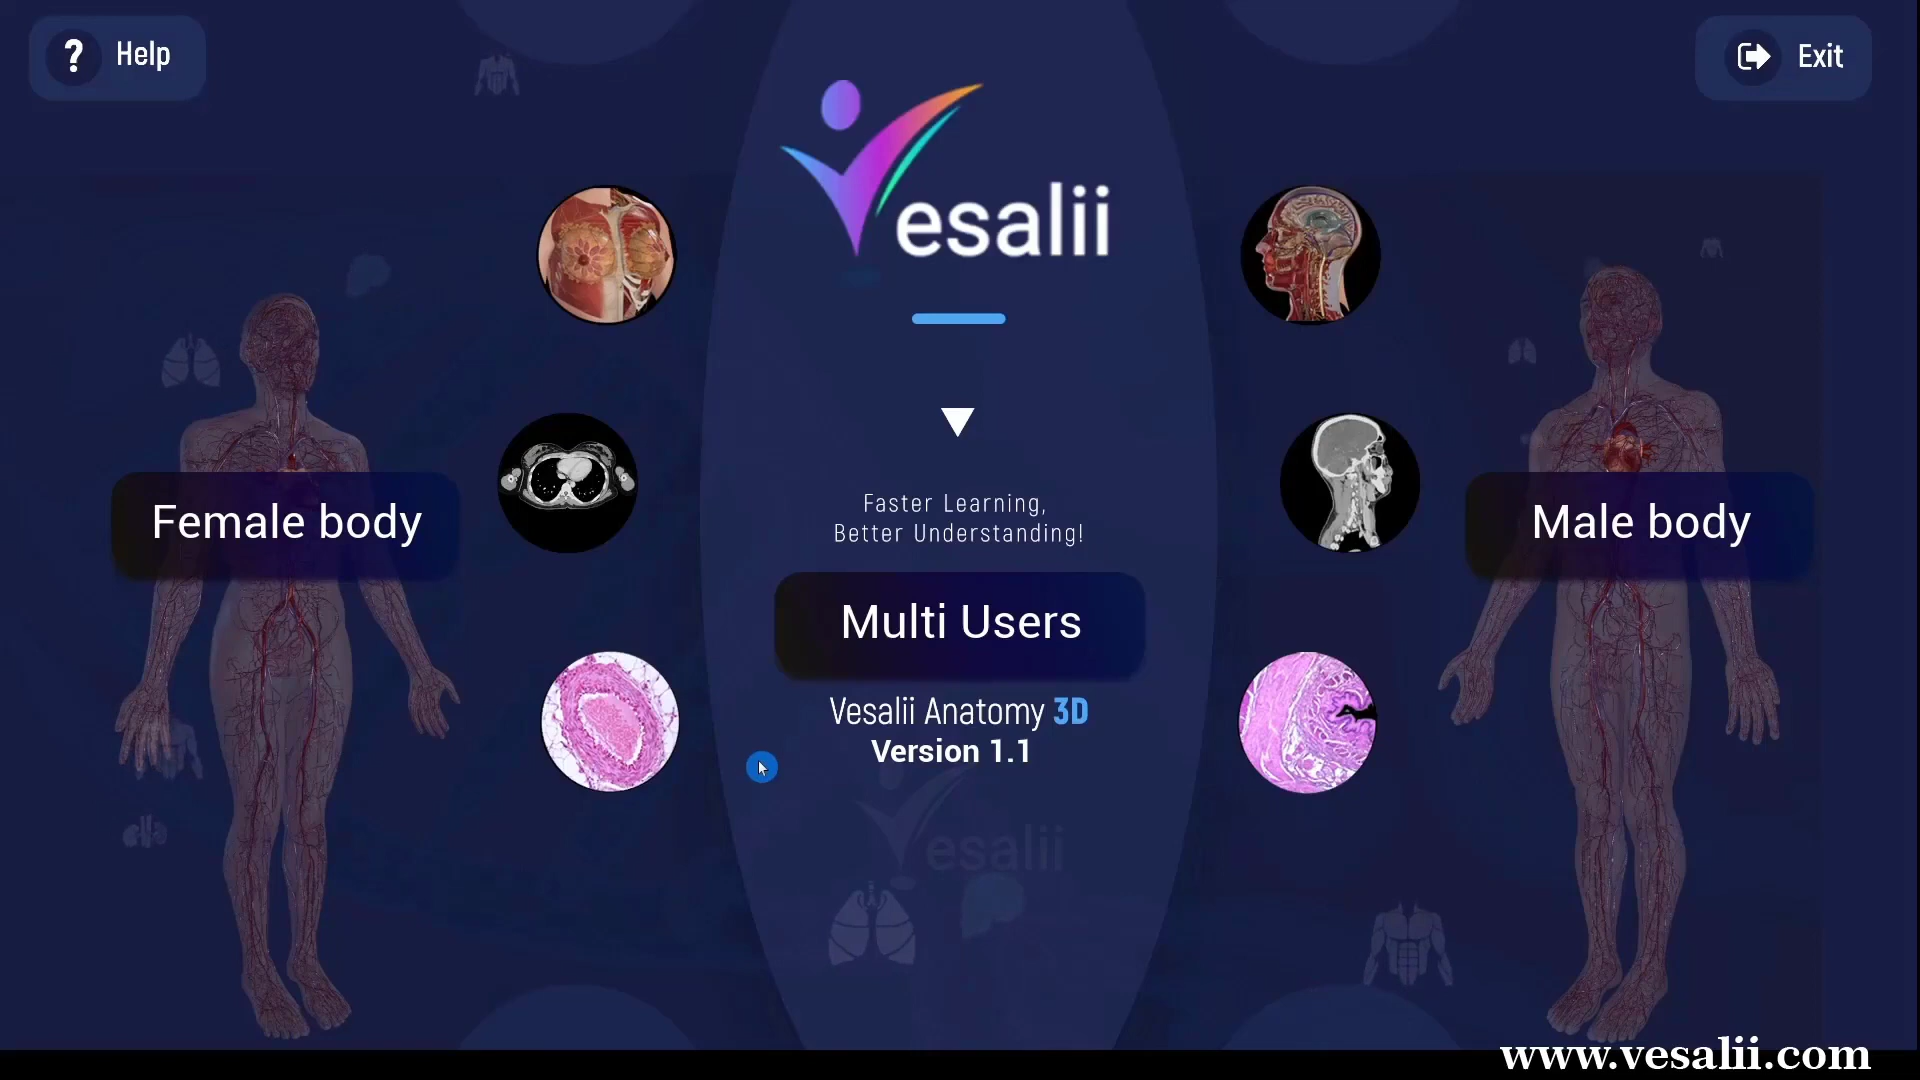 Help
Exit
Vesalii
Female body
Faster Learning,
Better Understanding!
Male body
Multi Users
Vesalii Anatomy 3D
Version 1.1
esalii
www.vesalii.com